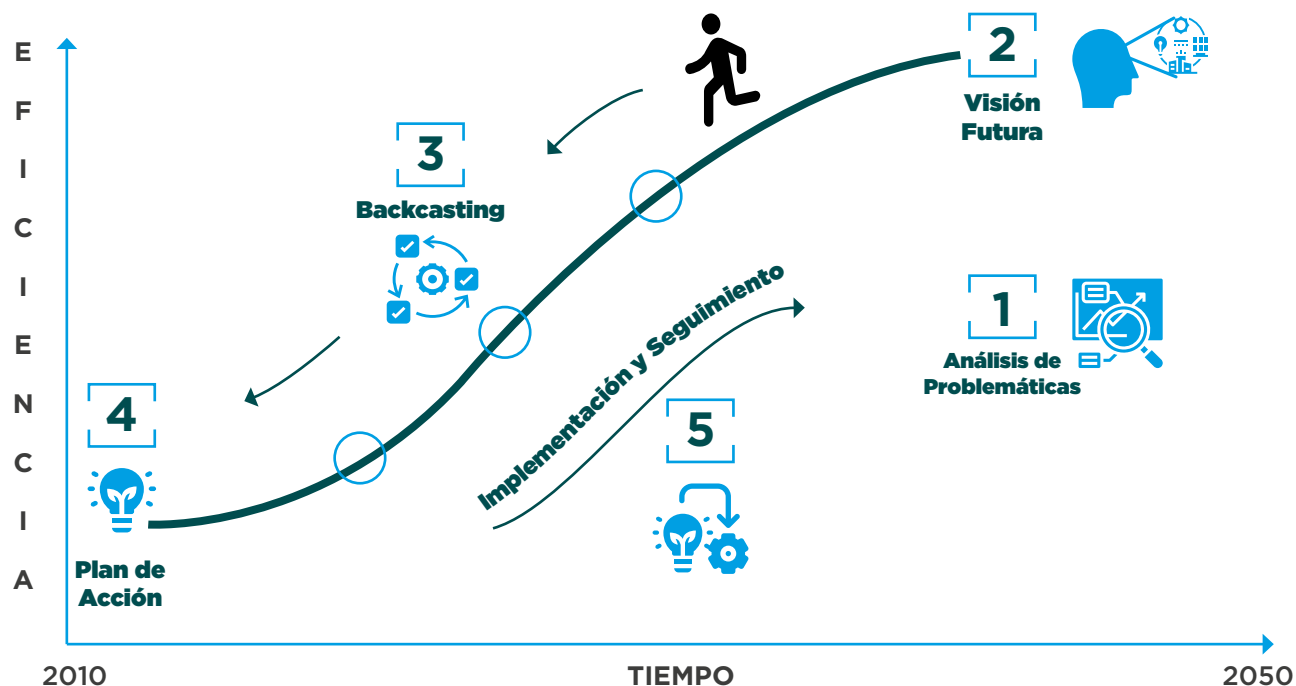 EFICIENCIA
2
Visión
Futura
3
Backcasting
1
Análisis de
Problemáticas
Implementación y Seguimiento
4
Plan de
Acción
5
2010
TIEMPO
2050